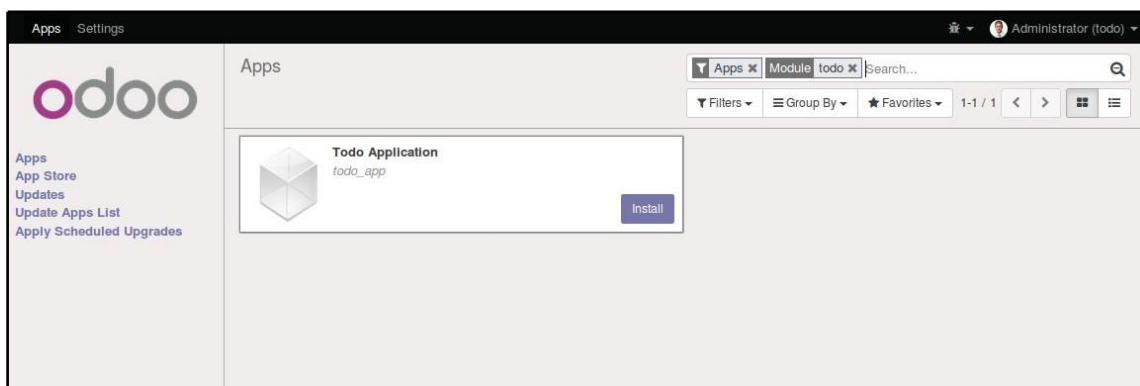 Apps Settings Administrator (todo)
odoo
Apps
App Store
Updates
Update Apps List
Apply Scheduled Upgrades
Apps
Apps Module todo Search...
Filters Group By Favorites 1-1 / 1
Todo Application
todo_app
Install